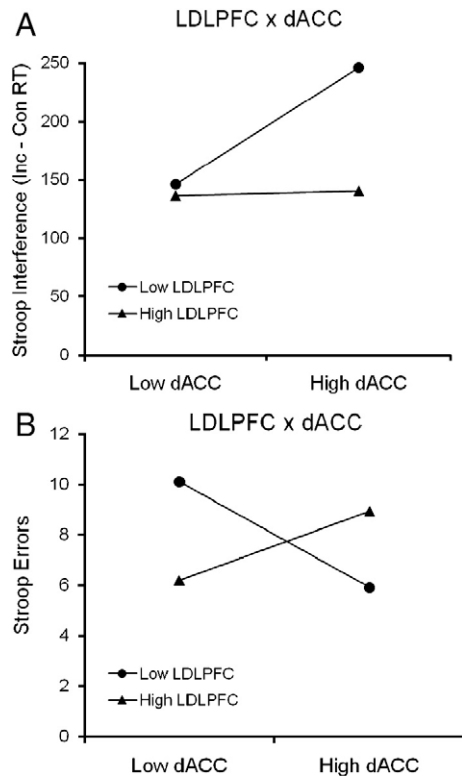 A
LDLPFC x dACC
Stroop Interference (Inc - Con RT)
250
200
150
100
50
0
Low LDLPFC
High LDLPFC
Low dACC
High dACC
B
LDLPFC x dACC
Stroop Errors
12
10
8
6
4
2
0
Low LDLPFC
High LDLPFC
Low dACC
High dACC